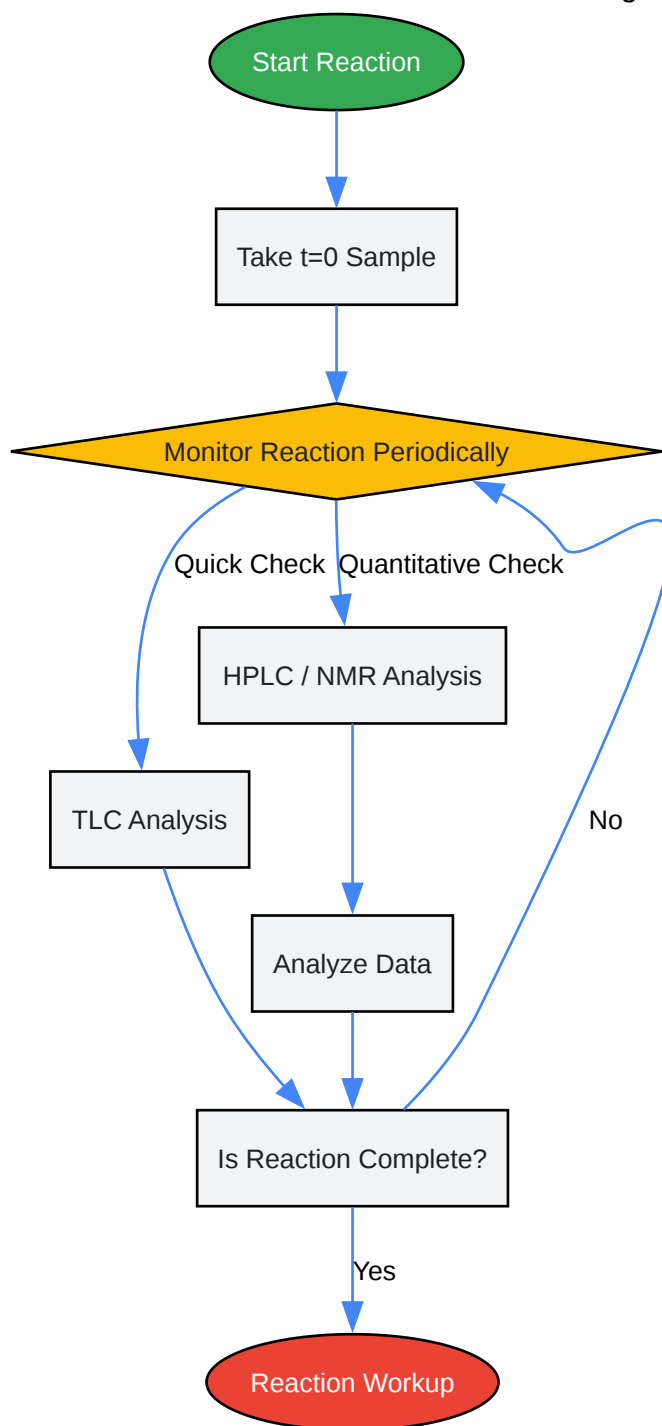 Start Reaction
Take t=0 Sample
Monitor Reaction Periodically
Quick Check
Quantitative Check
HPLC / NMR Analysis
TLC Analysis
No
Analyze Data
Is Reaction Complete?
Yes
Reaction Workup